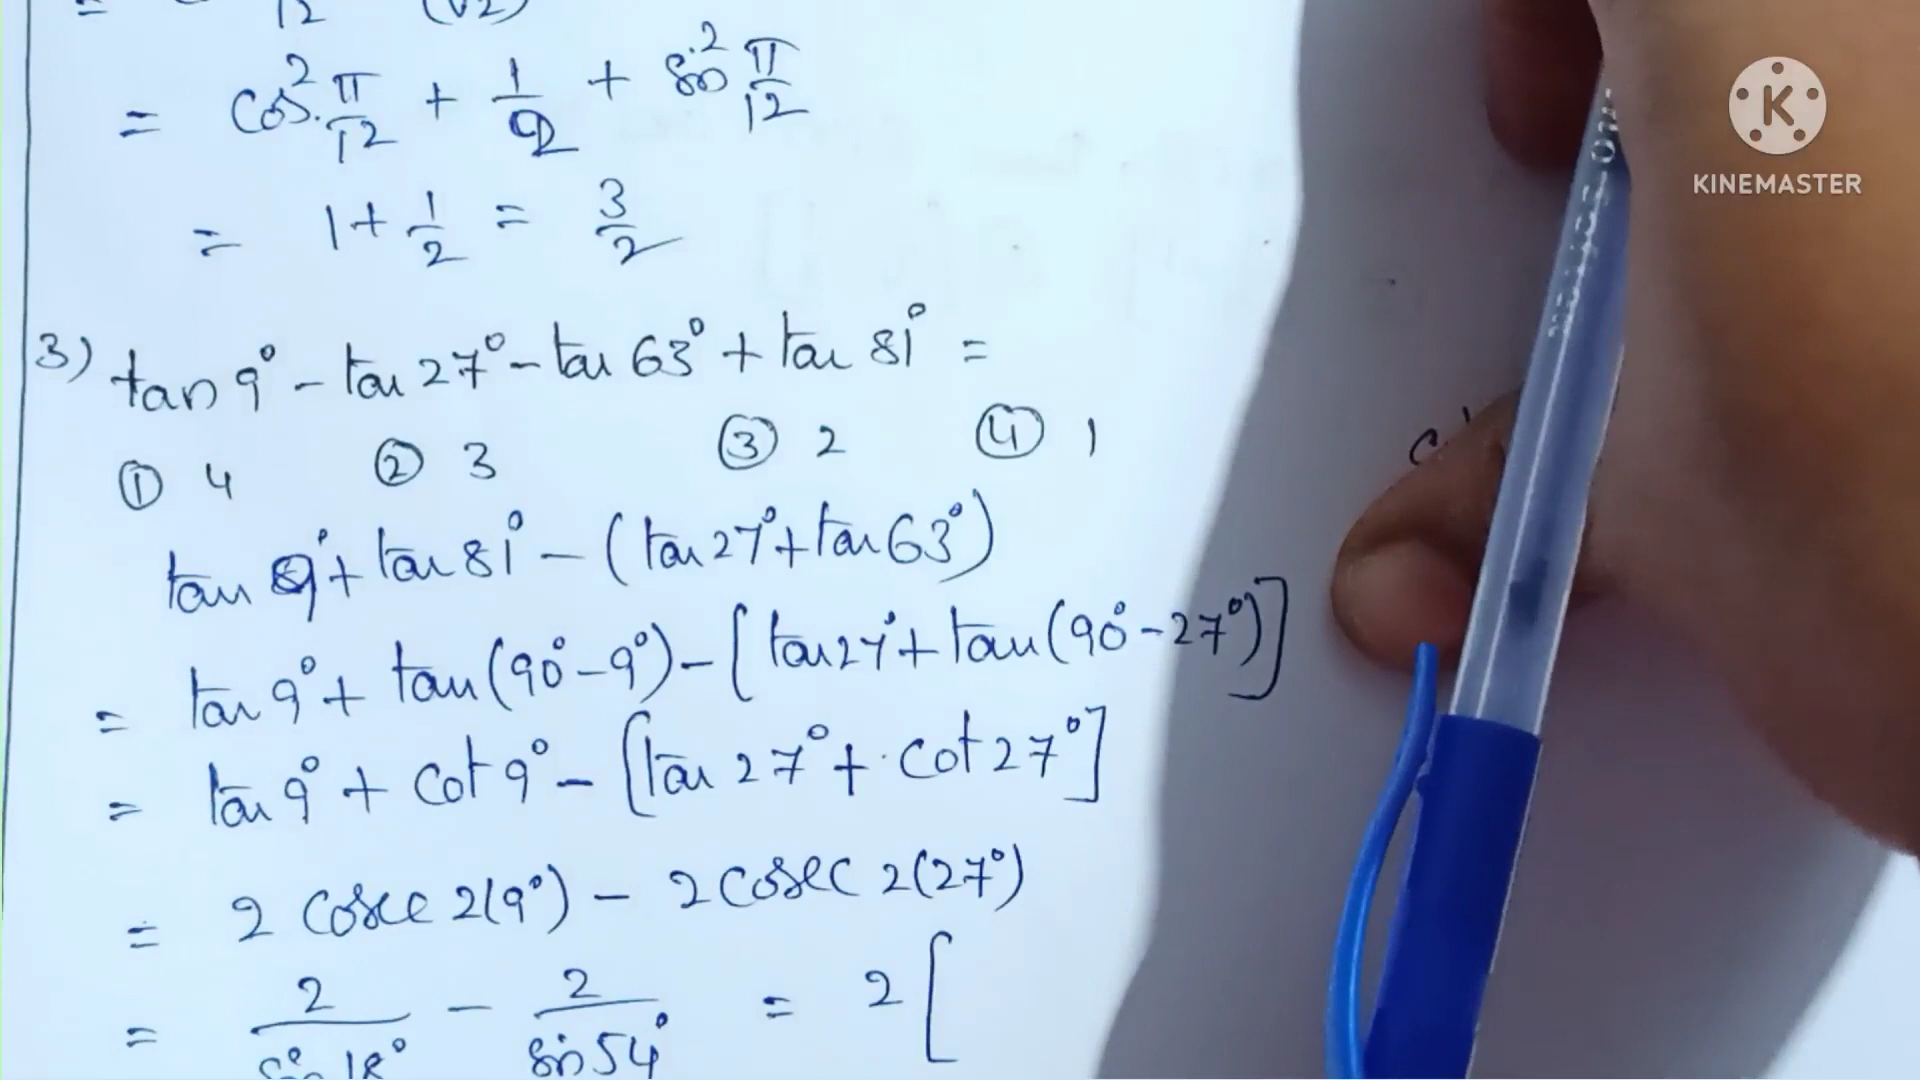 = 12 (√2)
= Cos² π/12 + 1/2 + sin² π/12
= 1 + 1/2 = 3/2
3) tan 9° - tan 27° - tan 63° + tan 81° =
① 4 ② 3 ③ 2 ④ 1
tan 9° + tan 81° - (tan 27° + tan 63°)
= tan 9° + tan (90° - 9°) - [tan 27° + tan (90° - 27°)]
= tan 9° + cot 9° - [tan 27° + cot 27°]
= 2 Cosec 2(9°) - 2 Cosec 2(27°)
= 2/sin 18° - 2/sin 54° = 2 [
K
KINEMASTER